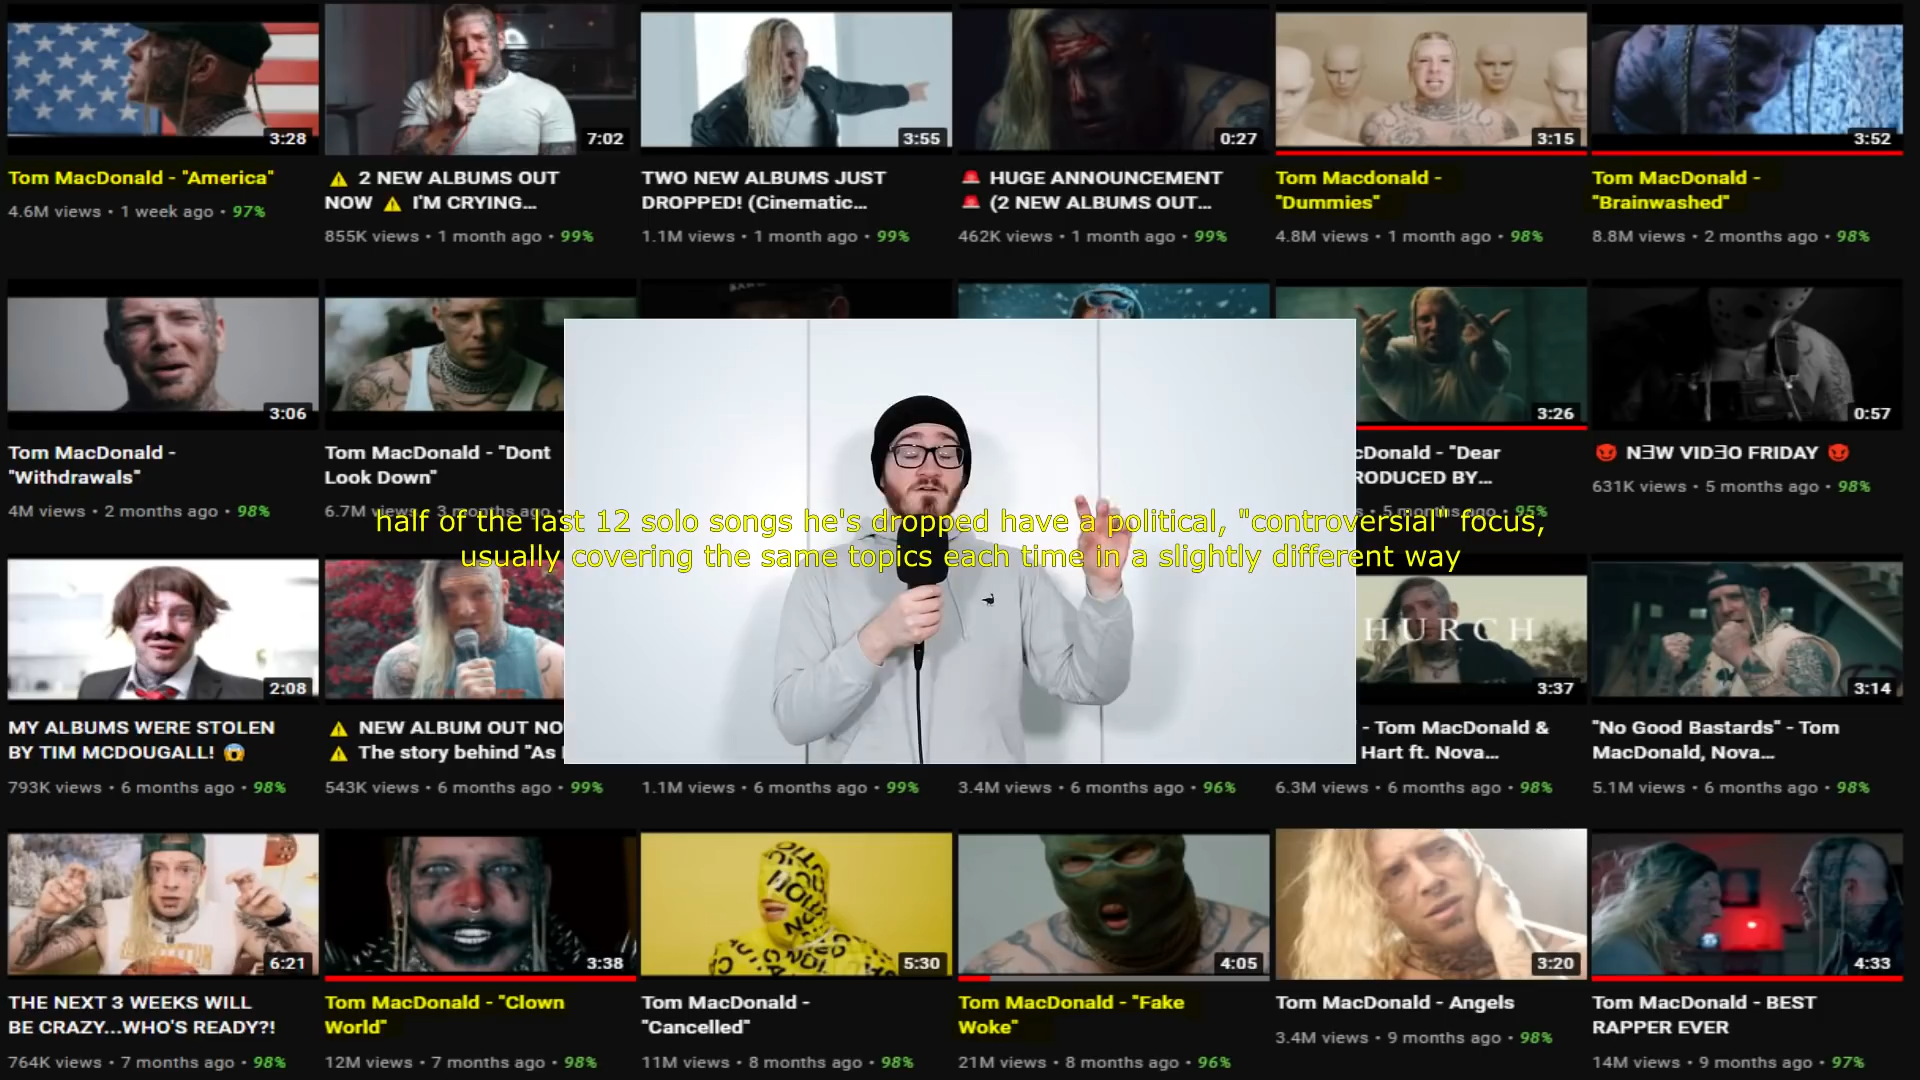 3:28
7:02
3:55
0:27
3:15
3:52
Tom MacDonald - "America"
4.6M views • 1 week ago • 97%
⚠ 2 NEW ALBUMS OUT
NOW ⚠ I'M CRYING...
855K views • 1 month ago • 99%
TWO NEW ALBUMS JUST
DROPPED! (Cinematic...
1.1M views • 1 month ago • 99%
🚨 HUGE ANNOUNCEMENT
🚨 (2 NEW ALBUMS OUT...
462K views • 1 month ago • 99%
Tom Macdonald -
"Dummies"
4.8M views • 1 month ago • 98%
Tom MacDonald -
"Brainwashed"
8.8M views • 2 months ago • 98%
3:06
3:26
0:57
Tom MacDonald -
"Withdrawals"
4M views • 2 months ago • 98%
Tom MacDonald - "Dont
Look Down"
6.7M views • 3 months ago •
cDonald - "Dear
RODUCED BY...
• 5 months ago • 95%
😈 NƎW VIDƎO FRIDAY 😈
631K views • 5 months ago • 98%
half of the last 12 solo songs he's dropped have a political, "controversial" focus,
usually covering the same topics each time in a slightly different way
2:08
HURCH
3:37
3:14
MY ALBUMS WERE STOLEN
BY TIM MCDOUGALL! 😱
793K views • 6 months ago • 98%
⚠ NEW ALBUM OUT NO
⚠ The story behind "As
543K views • 6 months ago • 99%
1.1M views • 6 months ago • 99%
3.4M views • 6 months ago • 96%
- Tom MacDonald &
Hart ft. Nova...
6.3M views • 6 months ago • 98%
"No Good Bastards" - Tom
MacDonald, Nova...
5.1M views • 6 months ago • 98%
6:21
3:38
5:30
4:05
3:20
4:33
THE NEXT 3 WEEKS WILL
BE CRAZY...WHO'S READY?!
764K views • 7 months ago • 98%
Tom MacDonald - "Clown
World"
12M views • 7 months ago • 98%
Tom MacDonald -
"Cancelled"
11M views • 8 months ago • 98%
Tom MacDonald - "Fake
Woke"
21M views • 8 months ago • 96%
Tom MacDonald - Angels
3.4M views • 9 months ago • 98%
Tom MacDonald - BEST
RAPPER EVER
14M views • 9 months ago • 97%